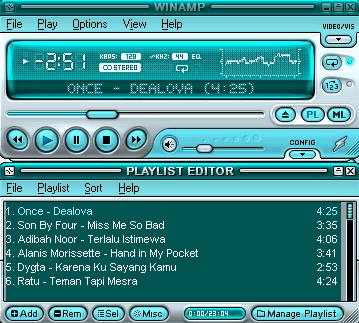 WINAMP
File Play Options View Help
VIDEO/VIS
-2:51 KBPS: 128 KHZ: 44 EQ
STEREO
ONCE - DEALOVA (4:25)
123
PL ML
CONFIG
PLAYLIST EDITOR
File Playlist Sort Help
1. Once - Dealova 4:25
2. Son By Four - Miss Me So Bad 3:35
3. Adibah Noor - Terlalu Istimewa 4:06
4. Alanis Morissette - Hand in My Pocket 3:41
5. Dygta - Karena Ku Sayang Kamu 2:53
6. Ratu - Teman Tapi Mesra 4:24
Add Rem Sel Misc 0:00/23:04 Manage Playlist